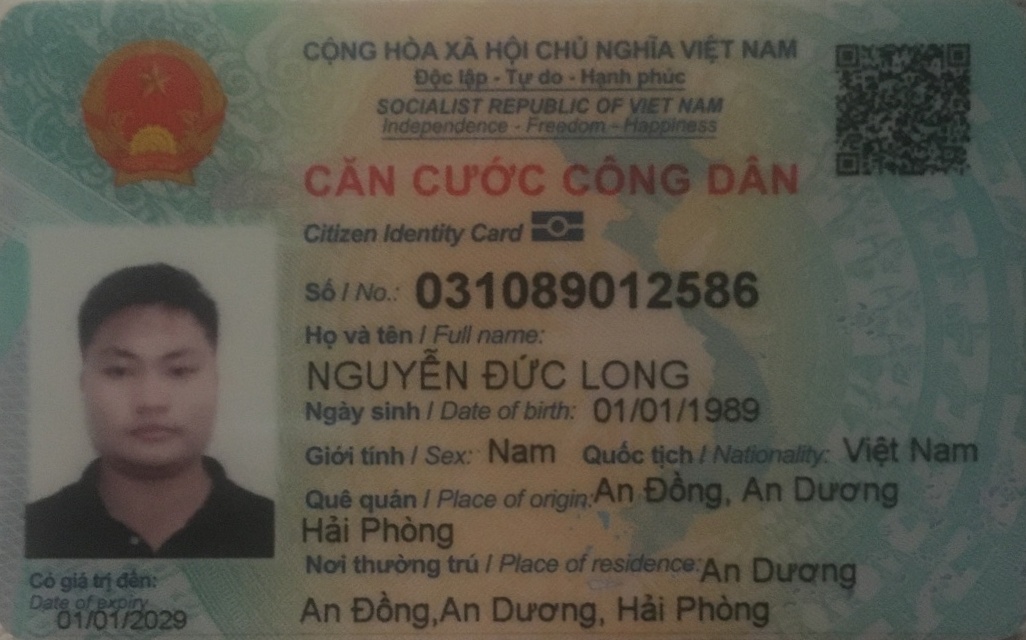 CỘNG HÒA XÃ HỘI CHỦ NGHĨA VIỆT NAM
Độc lập - Tự do - Hạnh phúc
SOCIALIST REPUBLIC OF VIET NAM
Independence - Freedom - Happiness
CĂN CƯỚC CÔNG DÂN
Citizen Identity Card
Số / No.: 031089012586
Họ và tên / Full name:
NGUYỄN ĐỨC LONG
Ngày sinh / Date of birth: 01/01/1989
Giới tính / Sex: Nam Quốc tịch / Nationality: Việt Nam
Quê quán / Place of origin: An Đồng, An Dương
Hải Phòng
Nơi thường trú / Place of residence: An Dương
An Đồng,An Dương, Hải Phòng
Có giá trị đến:
Date of expiry
01/01/2029